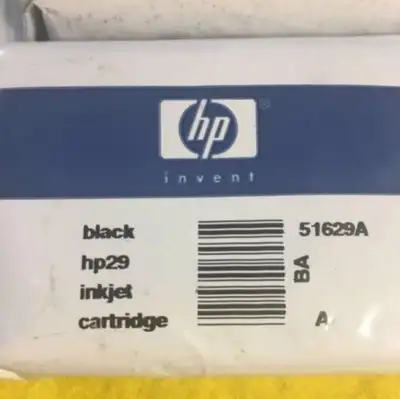 hp
®
invent
black
hp29
inkjet
cartridge
51629A
BA
A